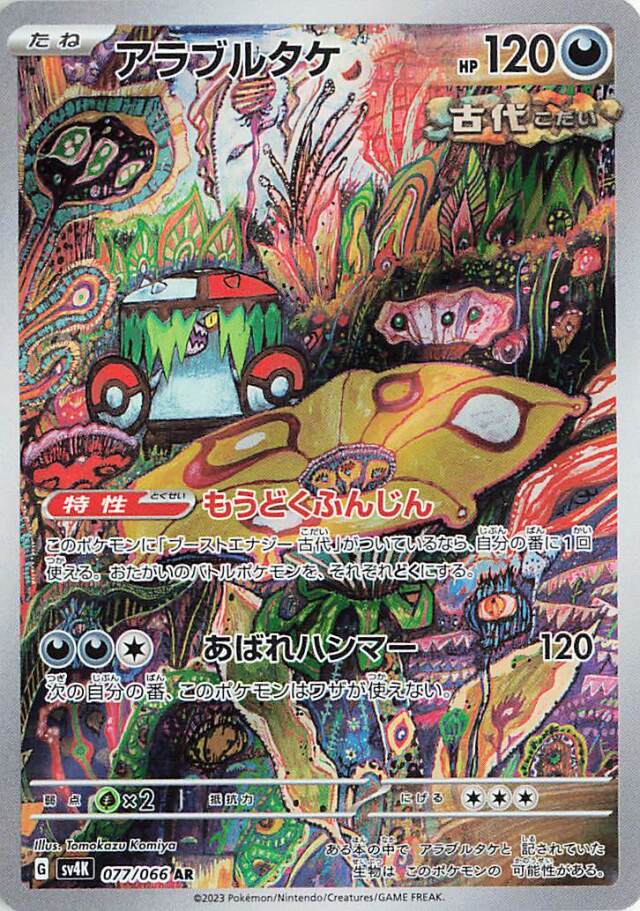 たね アラブルタケ HP 120
古代 こだい
特性 とくせい もうどくふんじん
このポケモンに「ブーストエナジー 古代」がついているなら、自分の番に1回
使える。おたがいのバトルポケモンを、それぞれどくにする。
あばれハンマー 120
次の自分の番、このポケモンはワザが使えない。
弱点 ×2 抵抗力 にげる
Illus. Tomokazu Komiya
G sv4K 077/066 AR
ある本の中で アラブルタケと 記されていた
生物は このポケモンの 可能性がある。
©2023 Pokémon/Nintendo/Creatures/GAME FREAK.